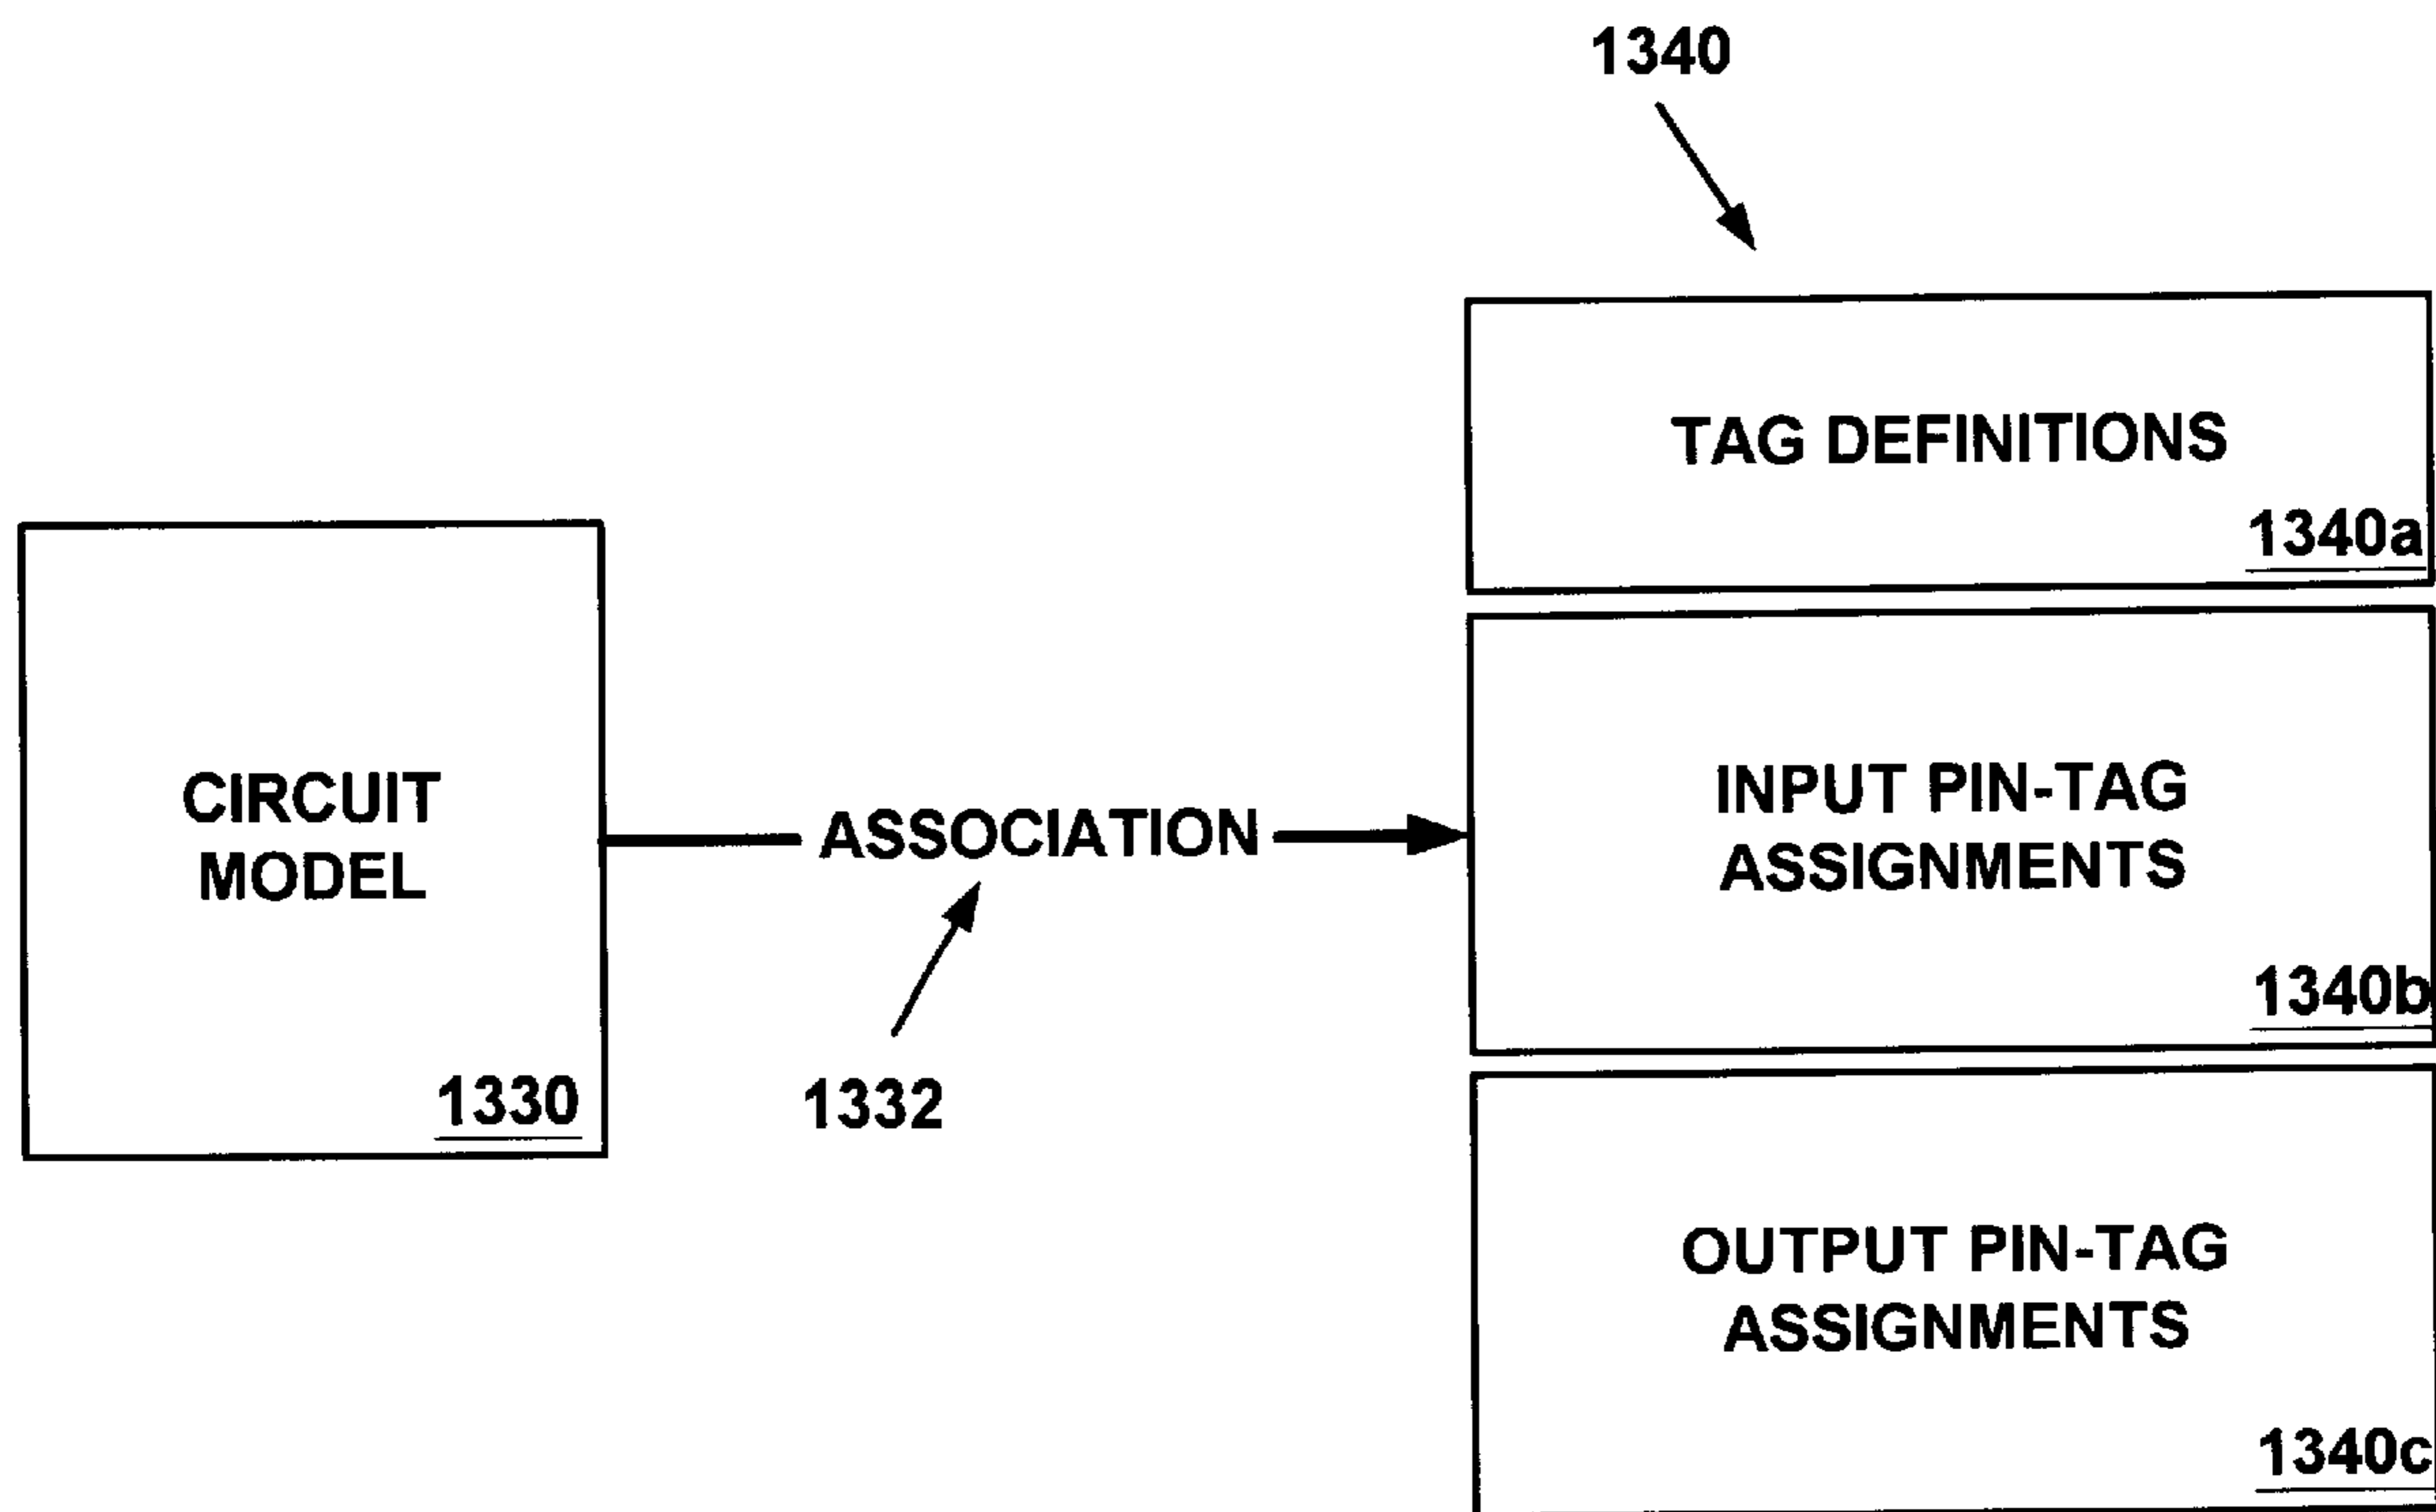 1340
TAG DEFINITIONS
1340a
CIRCUIT
MODEL
1330
ASSOCIATION
1332
INPUT PIN-TAG
ASSIGNMENTS
1340b
OUTPUT PIN-TAG
ASSIGNMENTS
1340c